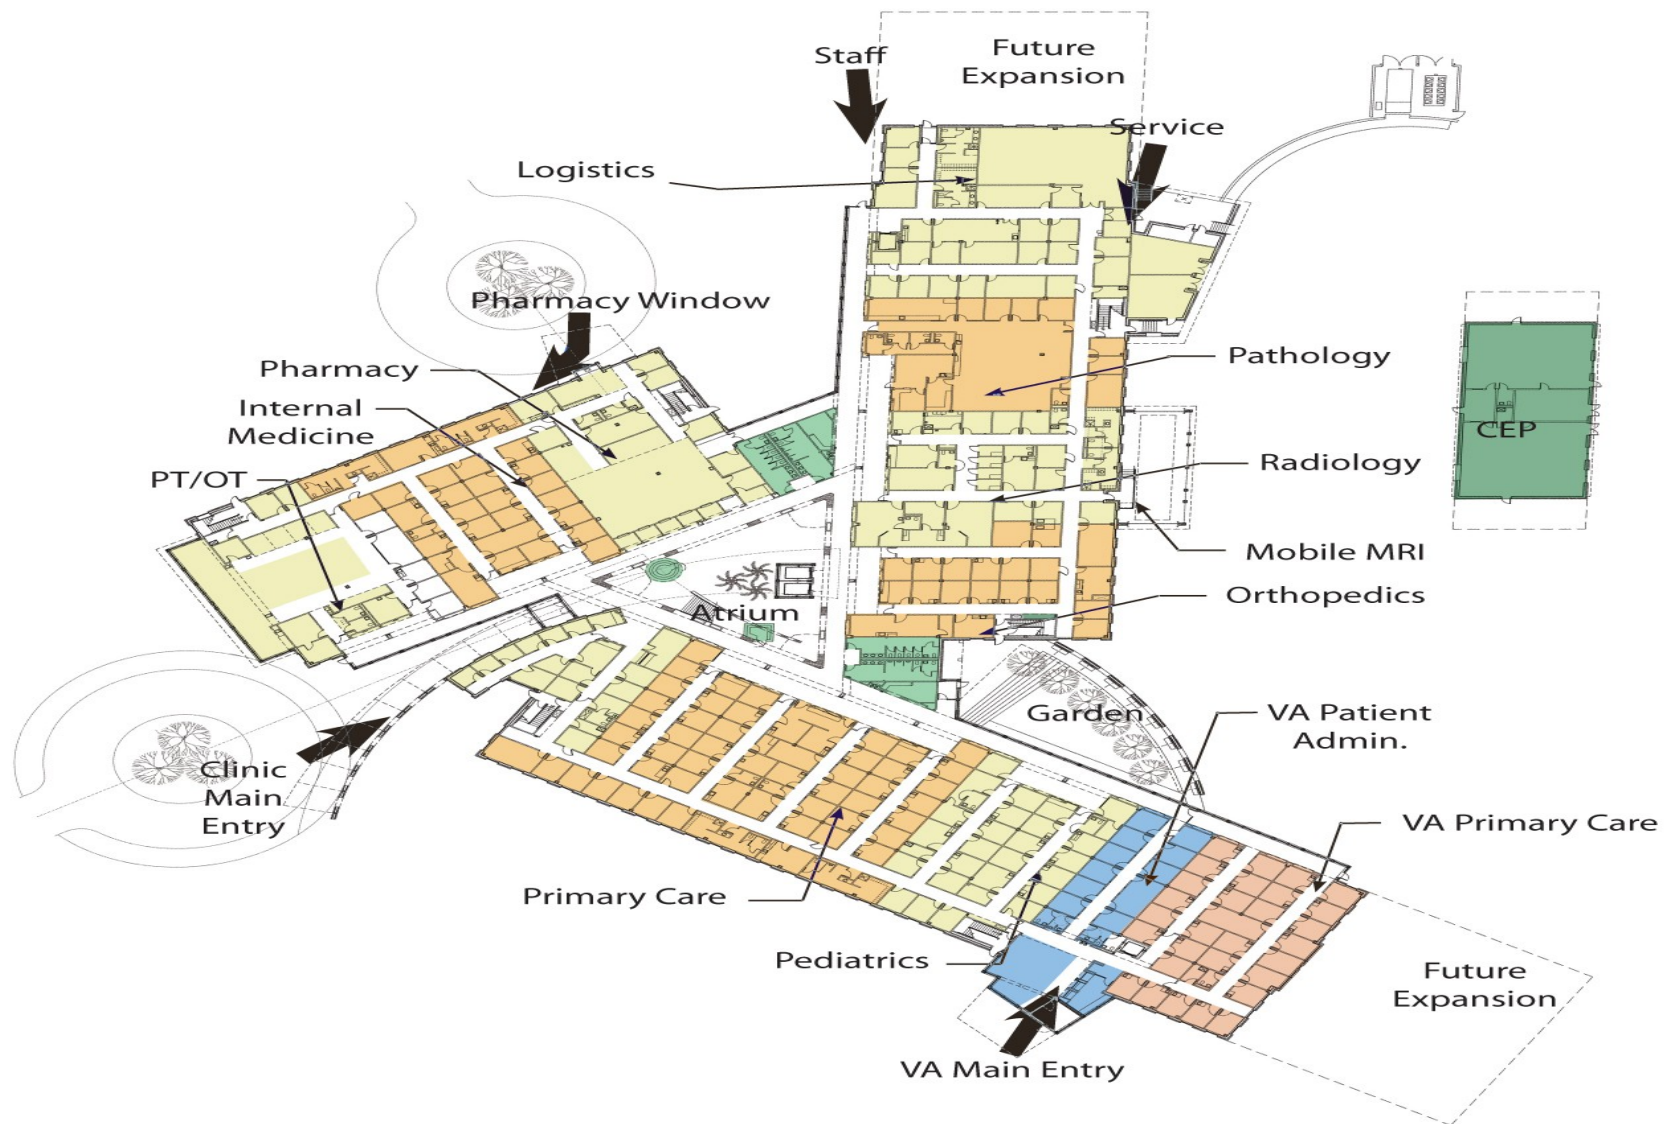 Future
Expansion
Staff
Service
Logistics
Pharmacy Window
Pathology
Pharmacy
Internal
Medicine
CEP
PT/OT
Radiology
Mobile MRI
Orthopedics
Atrium
Garden
VA Patient
Admin.
Clinic
Main
Entry
VA Primary Care
Primary Care
Pediatrics
Future
Expansion
VA Main Entry